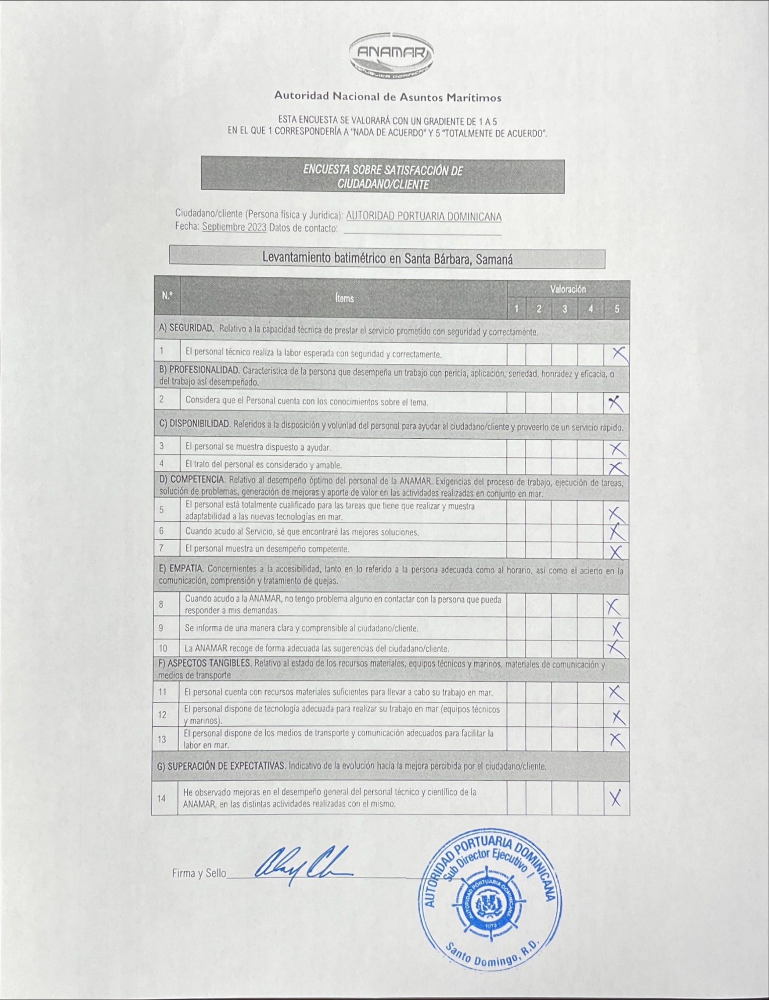 ANAMAR
REPÚBLICA DOMINICANA
Autoridad Nacional de Asuntos Marítimos
ESTA ENCUESTA SE VALORARÁ CON UN GRADIENTE DE 1 A 5
EN EL QUE 1 CORRESPONDERÍA A "NADA DE ACUERDO" Y 5 "TOTALMENTE DE ACUERDO".
ENCUESTA SOBRE SATISFACCIÓN DE
CIUDADANO/CLIENTE
Ciudadano/cliente (Persona física y Juridica): AUTORIDAD PORTUARIA DOMINICANA
Fecha: Septiembre 2023 Datos de contacto:
Levantamiento batimétrico en Santa Bárbara, Samaná
N.º Ítems Valoración
1 2 3 4 5
A) SEGURIDAD. Relativo a la capacidad técnica de prestar el servicio prometido con seguridad y correctamente.
1 El personal técnico realiza la labor esperada con seguridad y correctamente. X
B) PROFESIONALIDAD. Caracteristica de la persona que desempeña un trabajo con pericia, aplicación, seriedad, honradez y eficacia, o
del trabajo así desempeñado.
2 Considera que el Personal cuenta con los conocimientos sobre el tema. X
C) DISPONIBILIDAD. Referidos a la disposición y voluntad del personal para ayudar al ciudadano/cliente y proveerlo de un servicio rápido.
3 El personal se muestra dispuesto a ayudar. X
4 El trato del personal es considerado y amable. X
D) COMPETENCIA. Relativo al desempeño óptimo del personal de la ANAMAR. Exigencias del proceso de trabajo, ejecución de tareas,
solución de problemas, generación de mejoras y aporte de valor en las actividades realizadas en conjunto en mar.
5 El personal está totalmente cualificado para las tareas que tiene que realizar y muestra
adaptabilidad a las nuevas tecnologías en mar. X
6 Cuando acudo al Servicio, sé que encontraré las mejores soluciones. X
7 El personal muestra un desempeño competente. X
E) EMPATIA. Concernientes a la accesibilidad, tanto en lo referido a la persona adecuada como al horario, asi como el acierto en la
comunicación, comprensión y tratamiento de quejas.
8 Cuando acudo a la ANAMAR, no tengo problema alguno en contactar con la persona que pueda
responder a mis demandas. X
9 Se informa de una manera clara y comprensible al ciudadano/cliente. X
10 La ANAMAR recoge de forma adecuada las sugerencias del ciudadano/cliente. X
F) ASPECTOS TANGIBLES. Relativo al estado de los recursos materiales, equipos técnicos y marinos, materiales de comunicación y
medios de transporte
11 El personal cuenta con recursos materiales suficientes para llevar a cabo su trabajo en mar. X
12 El personal dispone de tecnología adecuada para realizar su trabajo en mar (equipos técnicos
y marinos). X
13 El personal dispone de los medios de transporte y comunicación adecuados para facilitar la
labor en mar. X
G) SUPERACIÓN DE EXPECTATIVAS. Indicativo de la evolución hacía la mejora percibida por el ciudadano/cliente.
14 He observado mejoras en el desempeño general del personal técnico y científico de la
ANAMAR, en las distintas actividades realizadas con el mismo. X
Firma y Sello
AUTORIDAD PORTUARIA DOMINICANA
Sub Director Ejecutivo I
AUTORIDAD PORTUARIA DOMINICANA
Santo Domingo, R.D.